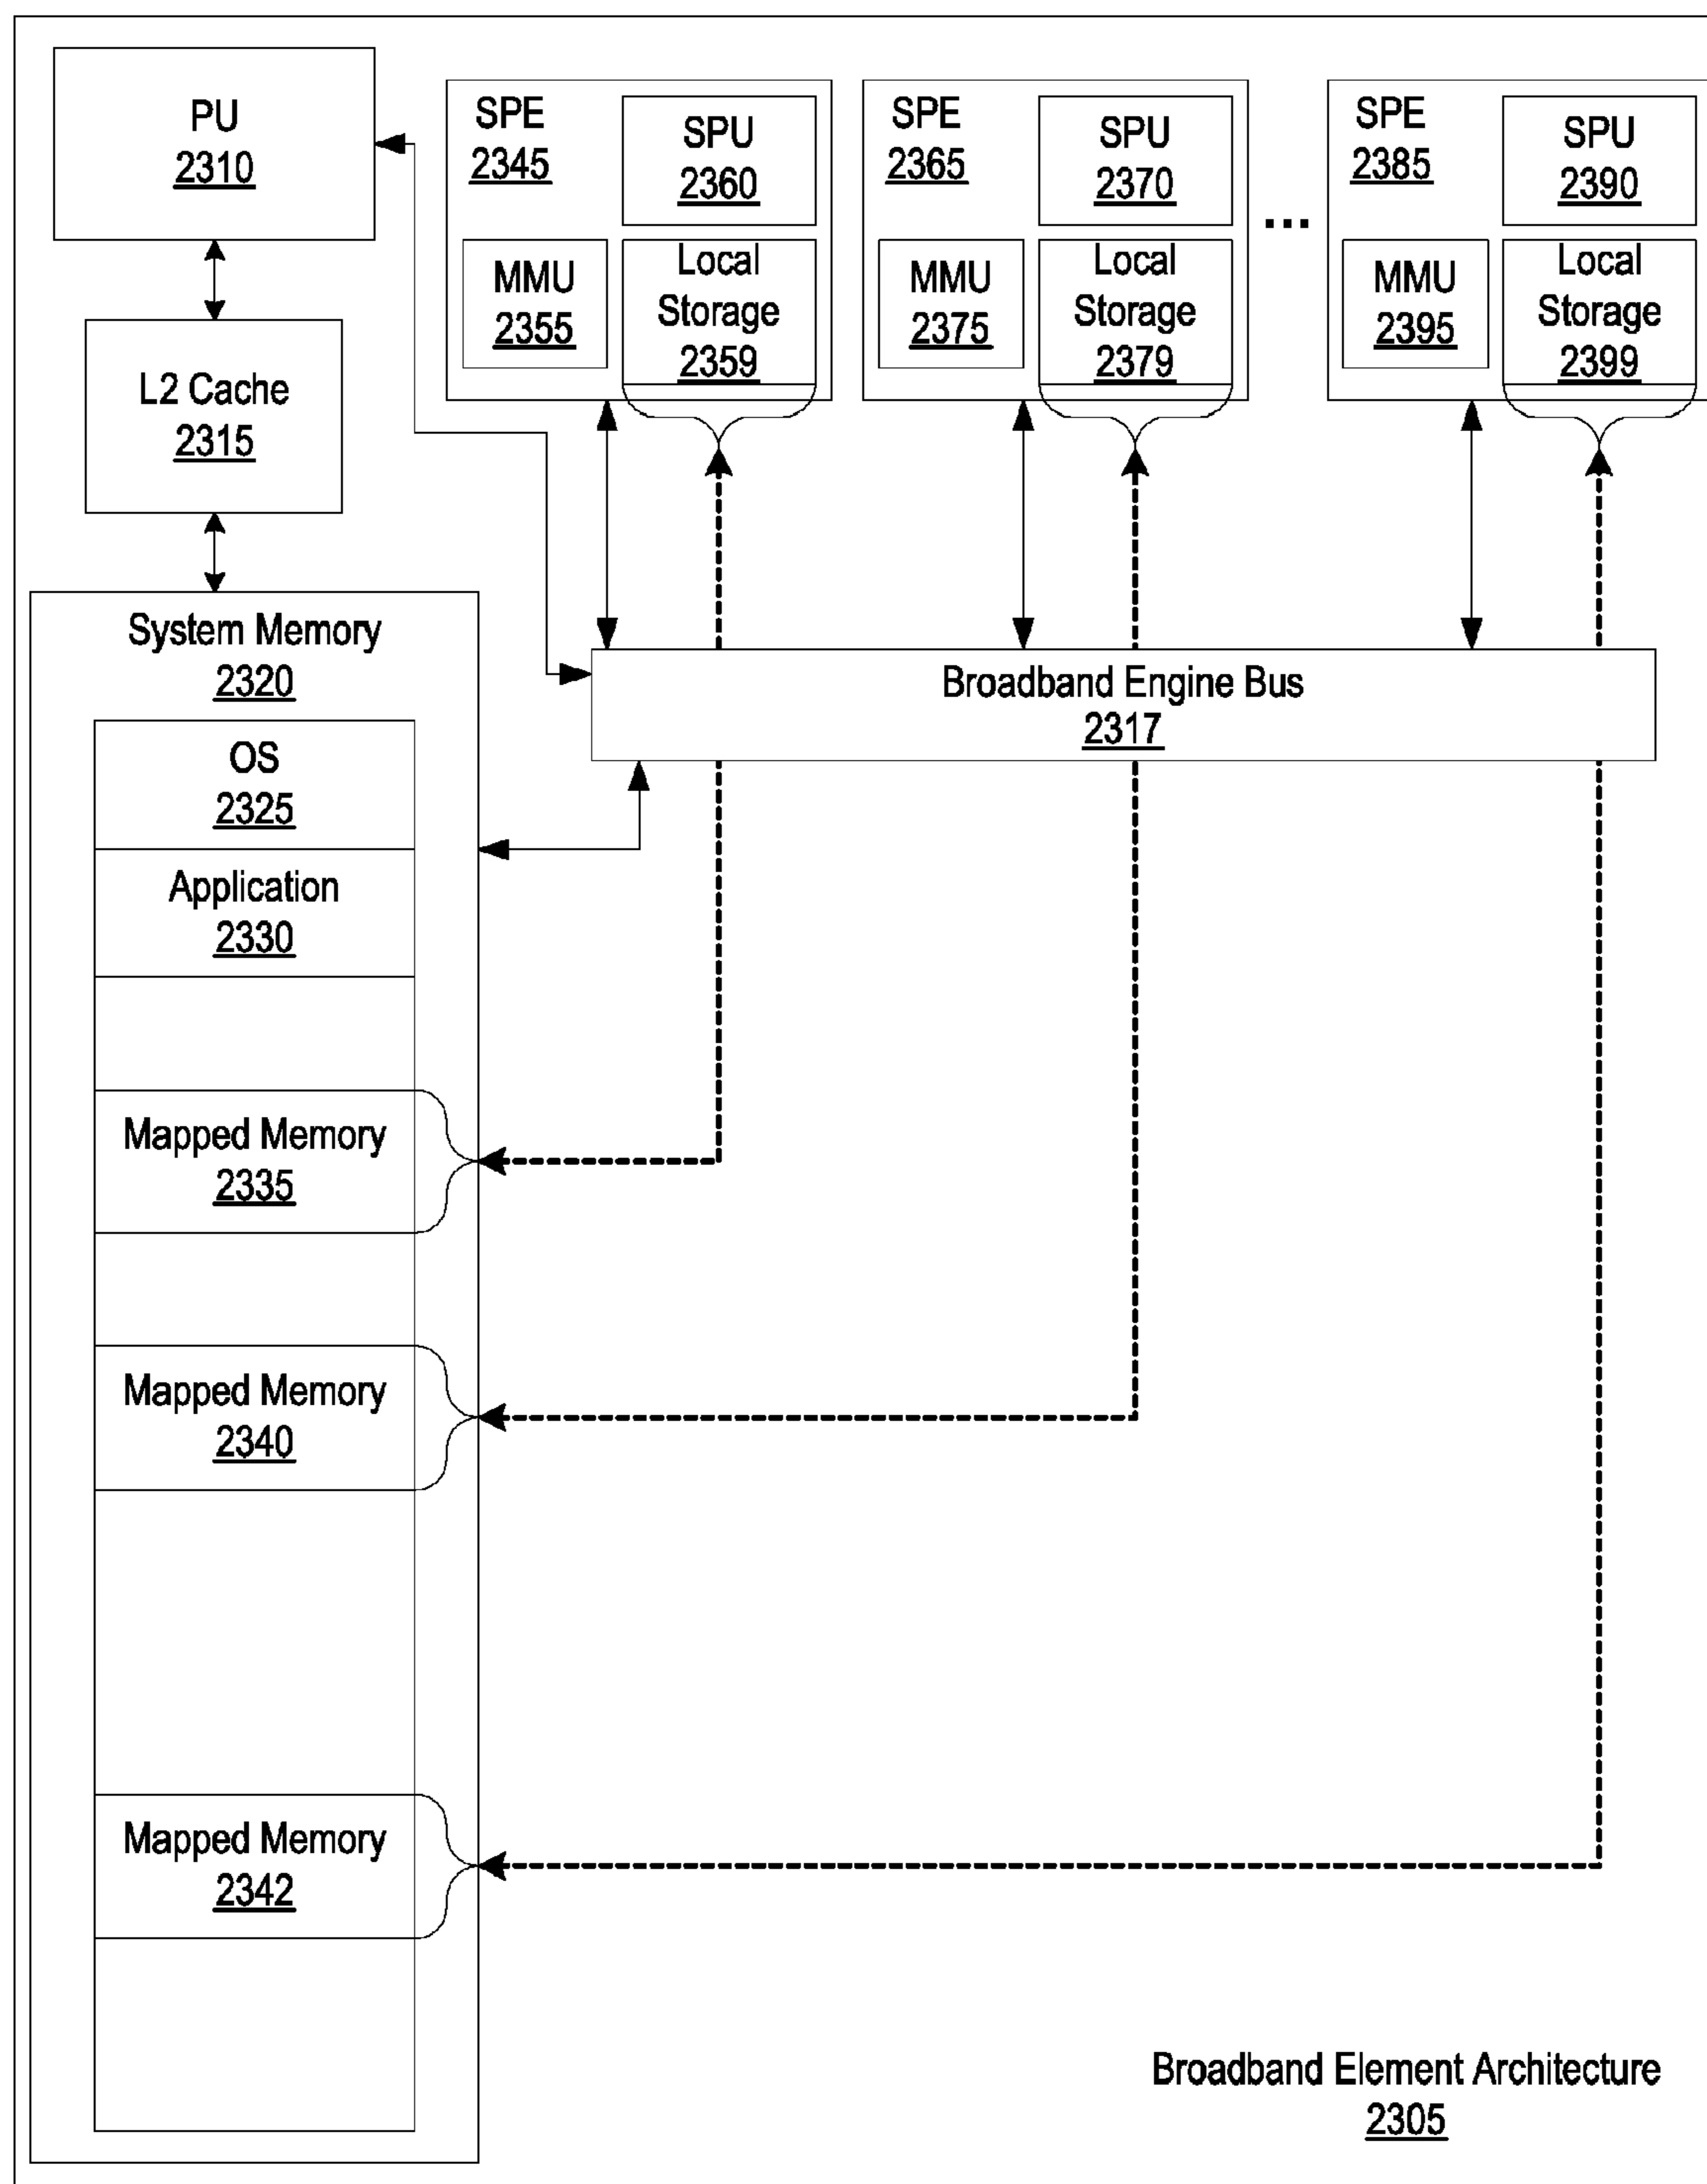 PU
2310
SPE
2345
SPU
2360
MMU
2355
Local
Storage
2359
SPE
2365
SPU
2370
MMU
2375
Local
Storage
2379
...
SPE
2385
SPU
2390
MMU
2395
Local
Storage
2399
L2 Cache
2315
System Memory
2320
Broadband Engine Bus
2317
OS
2325
Application
2330
Mapped Memory
2335
Mapped Memory
2340
Mapped Memory
2342
Broadband Element Architecture
2305